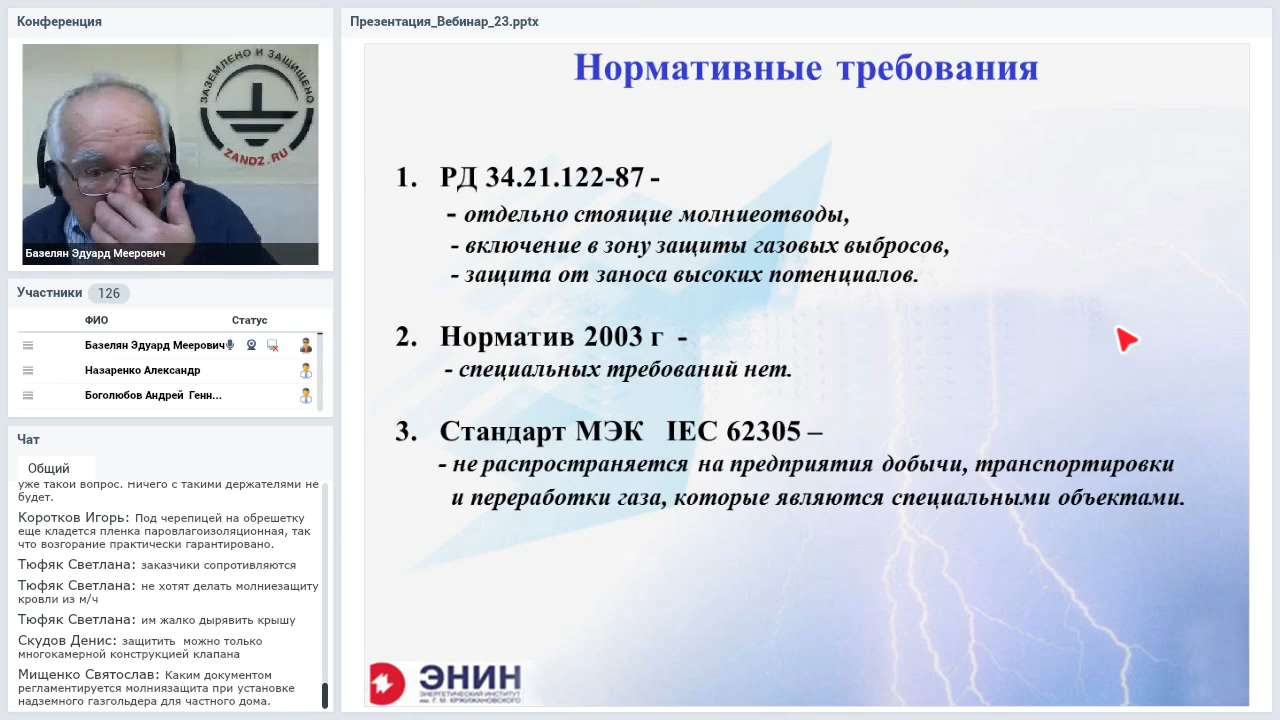 Конференция
ЗАЗЕМЛЕНО И ЗАЩИЩЕНО
ZANDZ.RU
Базелян Эдуард Меерович
Участники 126
ФИО Статус
Базелян Эдуард Меерович
Назаренко Александр
Боголюбов Андрей Генн...
Чат
Общий
уже такой вопрос. Ничего с такими держателями не
будет.
Коротков Игорь: Под черепицей на обрешетку
еще кладется пленка паровлагоизоляционная, так
что возгорание практически гарантировано.
Тюфяк Светлана: заказчики сопротивляются
Тюфяк Светлана: не хотят делать молниезащиту
кровли из м/ч
Тюфяк Светлана: им жалко дырявить крышу
Скудов Денис: защитить можно только
многокамерной конструкцией клапана
Мищенко Святослав: Каким документом
регламентируется молниязащита при установке
надземного газгольдера для частного дома.
Презентация_Вебинар_23.pptx
Нормативные требования
1. РД 34.21.122-87 -
- отдельно стоящие молниеотводы,
- включение в зону защиты газовых выбросов,
- защита от заноса высоких потенциалов.
2. Норматив 2003 г -
- специальных требований нет.
3. Стандарт МЭК IEC 62305 –
- не распространяется на предприятия добычи, транспортировки
и переработки газа, которые являются специальными объектами.
ЭНИН
ЭНЕРГЕТИЧЕСКИЙ ИНСТИТУТ
им. Г. М. КРЖИЖАНОВСКОГО